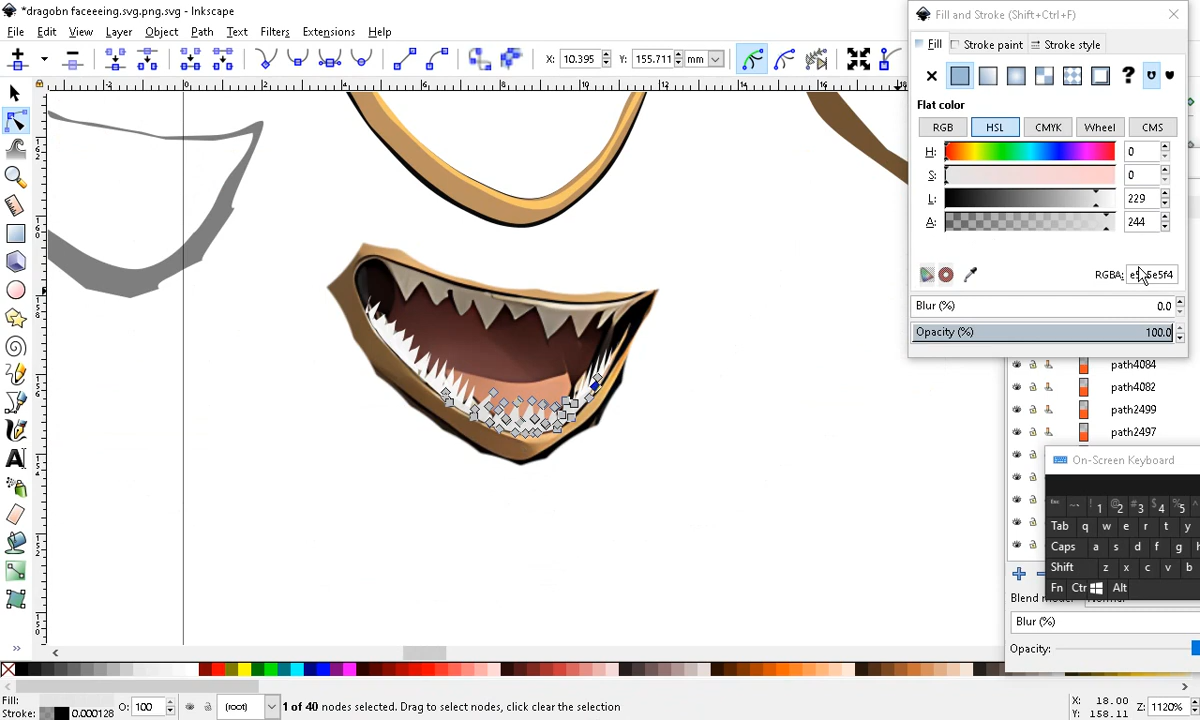 *dragobn faceeeing.svg.png.svg - Inkscape
File Edit View Layer Object Path Text Filters Extensions Help
X: 10.395 Y: 155.711 mm
Fill and Stroke (Shift+Ctrl+F)
Fill Stroke paint Stroke style
Flat color
RGB HSL CMYK Wheel CMS
H: 0
S: 0
L: 229
A: 244
RGBA:
Blur (%) 0.0
Opacity (%) 100.0
path4084
path4082
path2499
path2497
On-Screen Keyboard
Tab q w e r t y
Caps a s d f g h
Shift z x c v b
Fn Ctrl Alt
Blur (%)
Opacity:
Fill:
Stroke: 0.000128 O: 100 (root) 1 of 40 nodes selected. Drag to select nodes, click clear the selection
X: 18.00
Y: 158.11 Z: 1120%